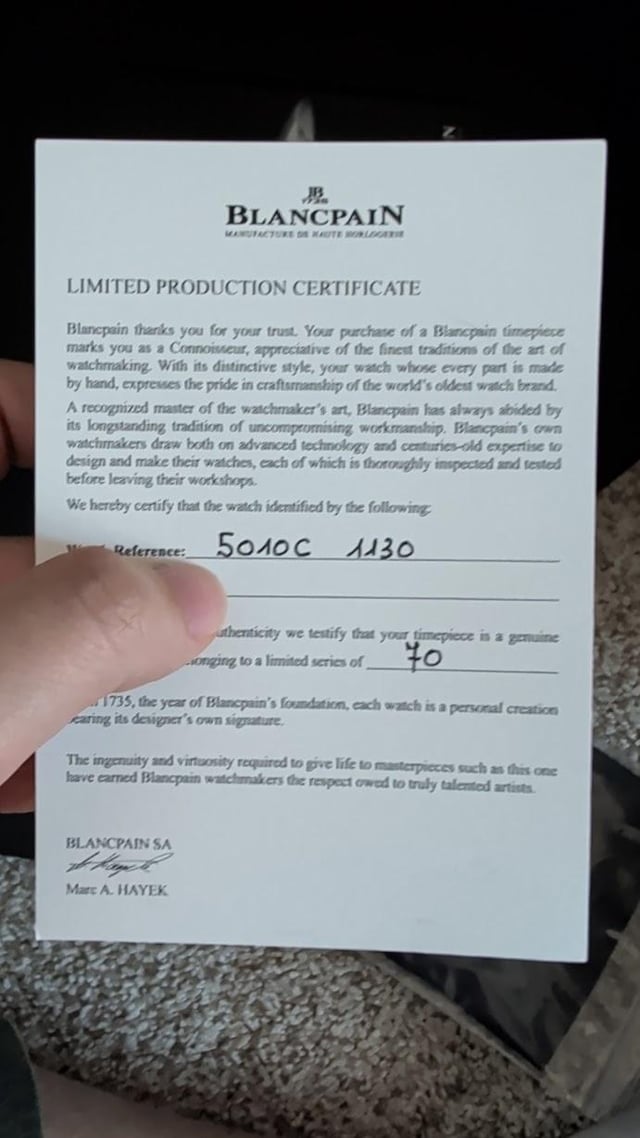 JB
1735
BLANCPAIN
MANUFACTURE DE HAUTE HORLOGERIE
LIMITED PRODUCTION CERTIFICATE
Blancpain thanks you for your trust. Your purchase of a Blancpain timepiece
marks you as a Connoisseur, appreciative of the finest traditions of the art of
watchmaking. With its distinctive style, your watch whose every part is made
by hand, expresses the pride in craftsmanship of the world's oldest watch brand.
A recognized master of the watchmaker's art, Blancpain has always abided by
its longstanding tradition of uncompromising workmanship. Blancpain's own
watchmakers draw both on advanced technology and centuries-old expertise to
design and make their watches, each of which is thoroughly inspected and tested
before leaving their workshops.
We hereby certify that the watch identified by the following:
Reference: 5010C 1130
we testify that your timepiece is a genuine
to a limited series of 70
1735, the year of Blancpain's foundation, each watch is a personal creation
its designer's own signature.
The ingenuity and virtuosity required to give life to masterpieces such as this one
have earned Blancpain watchmakers the respect owed to truly talented artists.
BLANCPAIN SA
Marc A. HAYEK